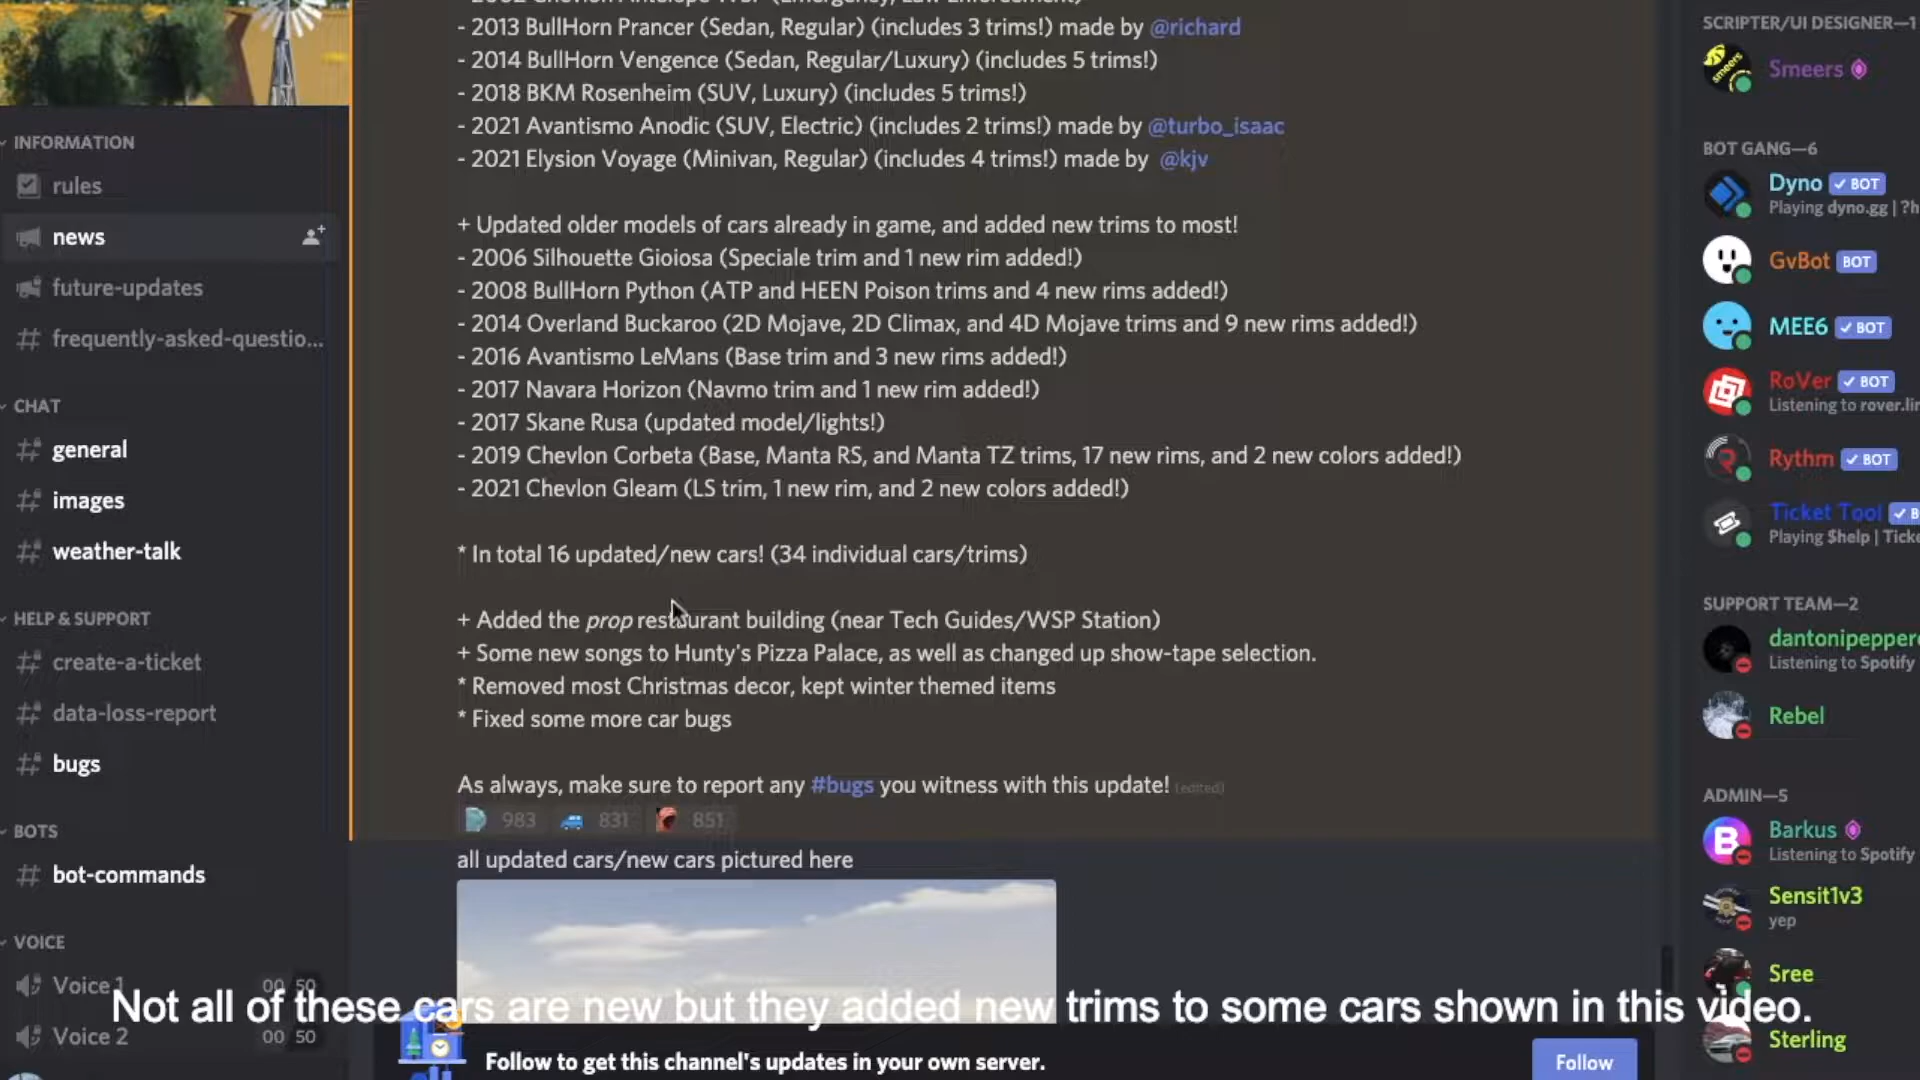 INFORMATION
rules
news
future-updates
frequently-asked-questio...
CHAT
general
images
weather-talk
HELP & SUPPORT
create-a-ticket
data-loss-report
bugs
BOTS
bot-commands
VOICE
Voice 1 00 50
Voice 2 00 50
- 2013 BullHorn Prancer (Sedan, Regular) (includes 3 trims!) made by @richard
- 2014 BullHorn Vengence (Sedan, Regular/Luxury) (includes 5 trims!)
- 2018 BKM Rosenheim (SUV, Luxury) (includes 5 trims!)
- 2021 Avantismo Anodic (SUV, Electric) (includes 2 trims!) made by @turbo_isaac
- 2021 Elysion Voyage (Minivan, Regular) (includes 4 trims!) made by @kjv
+ Updated older models of cars already in game, and added new trims to most!
- 2006 Silhouette Gioiosa (Speciale trim and 1 new rim added!)
- 2008 BullHorn Python (ATP and HEEN Poison trims and 4 new rims added!)
- 2014 Overland Buckaroo (2D Mojave, 2D Climax, and 4D Mojave trims and 9 new rims added!)
- 2016 Avantismo LeMans (Base trim and 3 new rims added!)
- 2017 Navara Horizon (Navmo trim and 1 new rim added!)
- 2017 Skane Rusa (updated model/lights!)
- 2019 Chevlon Corbeta (Base, Manta RS, and Manta TZ trims, 17 new rims, and 2 new colors added!)
- 2021 Chevlon Gleam (LS trim, 1 new rim, and 2 new colors added!)
* In total 16 updated/new cars! (34 individual cars/trims)
+ Added the prop restaurant building (near Tech Guides/WSP Station)
+ Some new songs to Hunty's Pizza Palace, as well as changed up show-tape selection.
* Removed most Christmas decor, kept winter themed items
* Fixed some more car bugs
As always, make sure to report any #bugs you witness with this update! (edited)
983 831 851
all updated cars/new cars pictured here
Not all of these cars are new but they added new trims to some cars shown in this video.
Follow to get this channel's updates in your own server.
Follow
SCRIPTER/UI DESIGNER—1
smeers
Smeers
BOT GANG—6
Dyno BOT
Playing dyno.gg | ?h
GvBot BOT
MEE6 BOT
RoVer BOT
Listening to rover.lin
Rythm BOT
Ticket Tool B
Playing $help | Ticke
SUPPORT TEAM—2
dantonipeppere
Listening to Spotify
Rebel
ADMIN—5
B
Barkus
Listening to Spotify
Sensit1v3
yep
Sree
Sterling